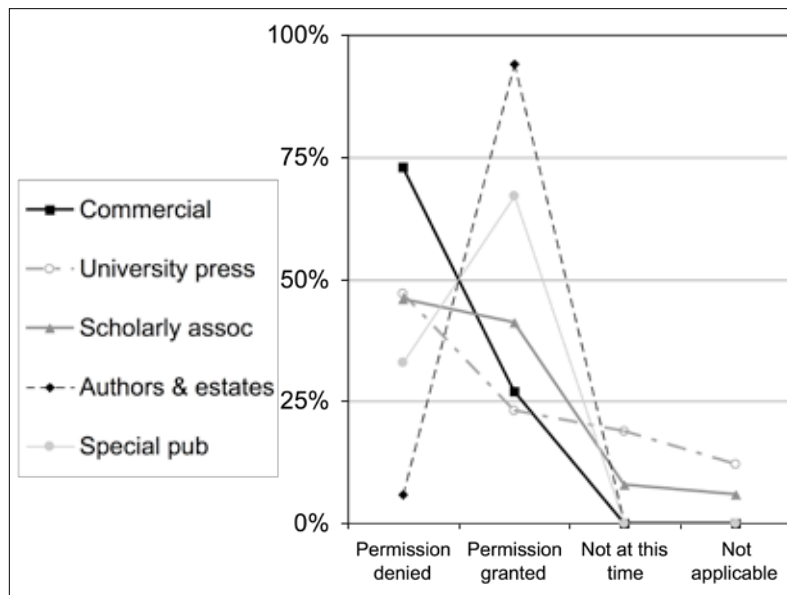 100%
75%
50%
25%
0%
Commercial
University press
Scholarly assoc
Authors & estates
Special pub
Permission
denied
Permission
granted
Not at this
time
Not
applicable